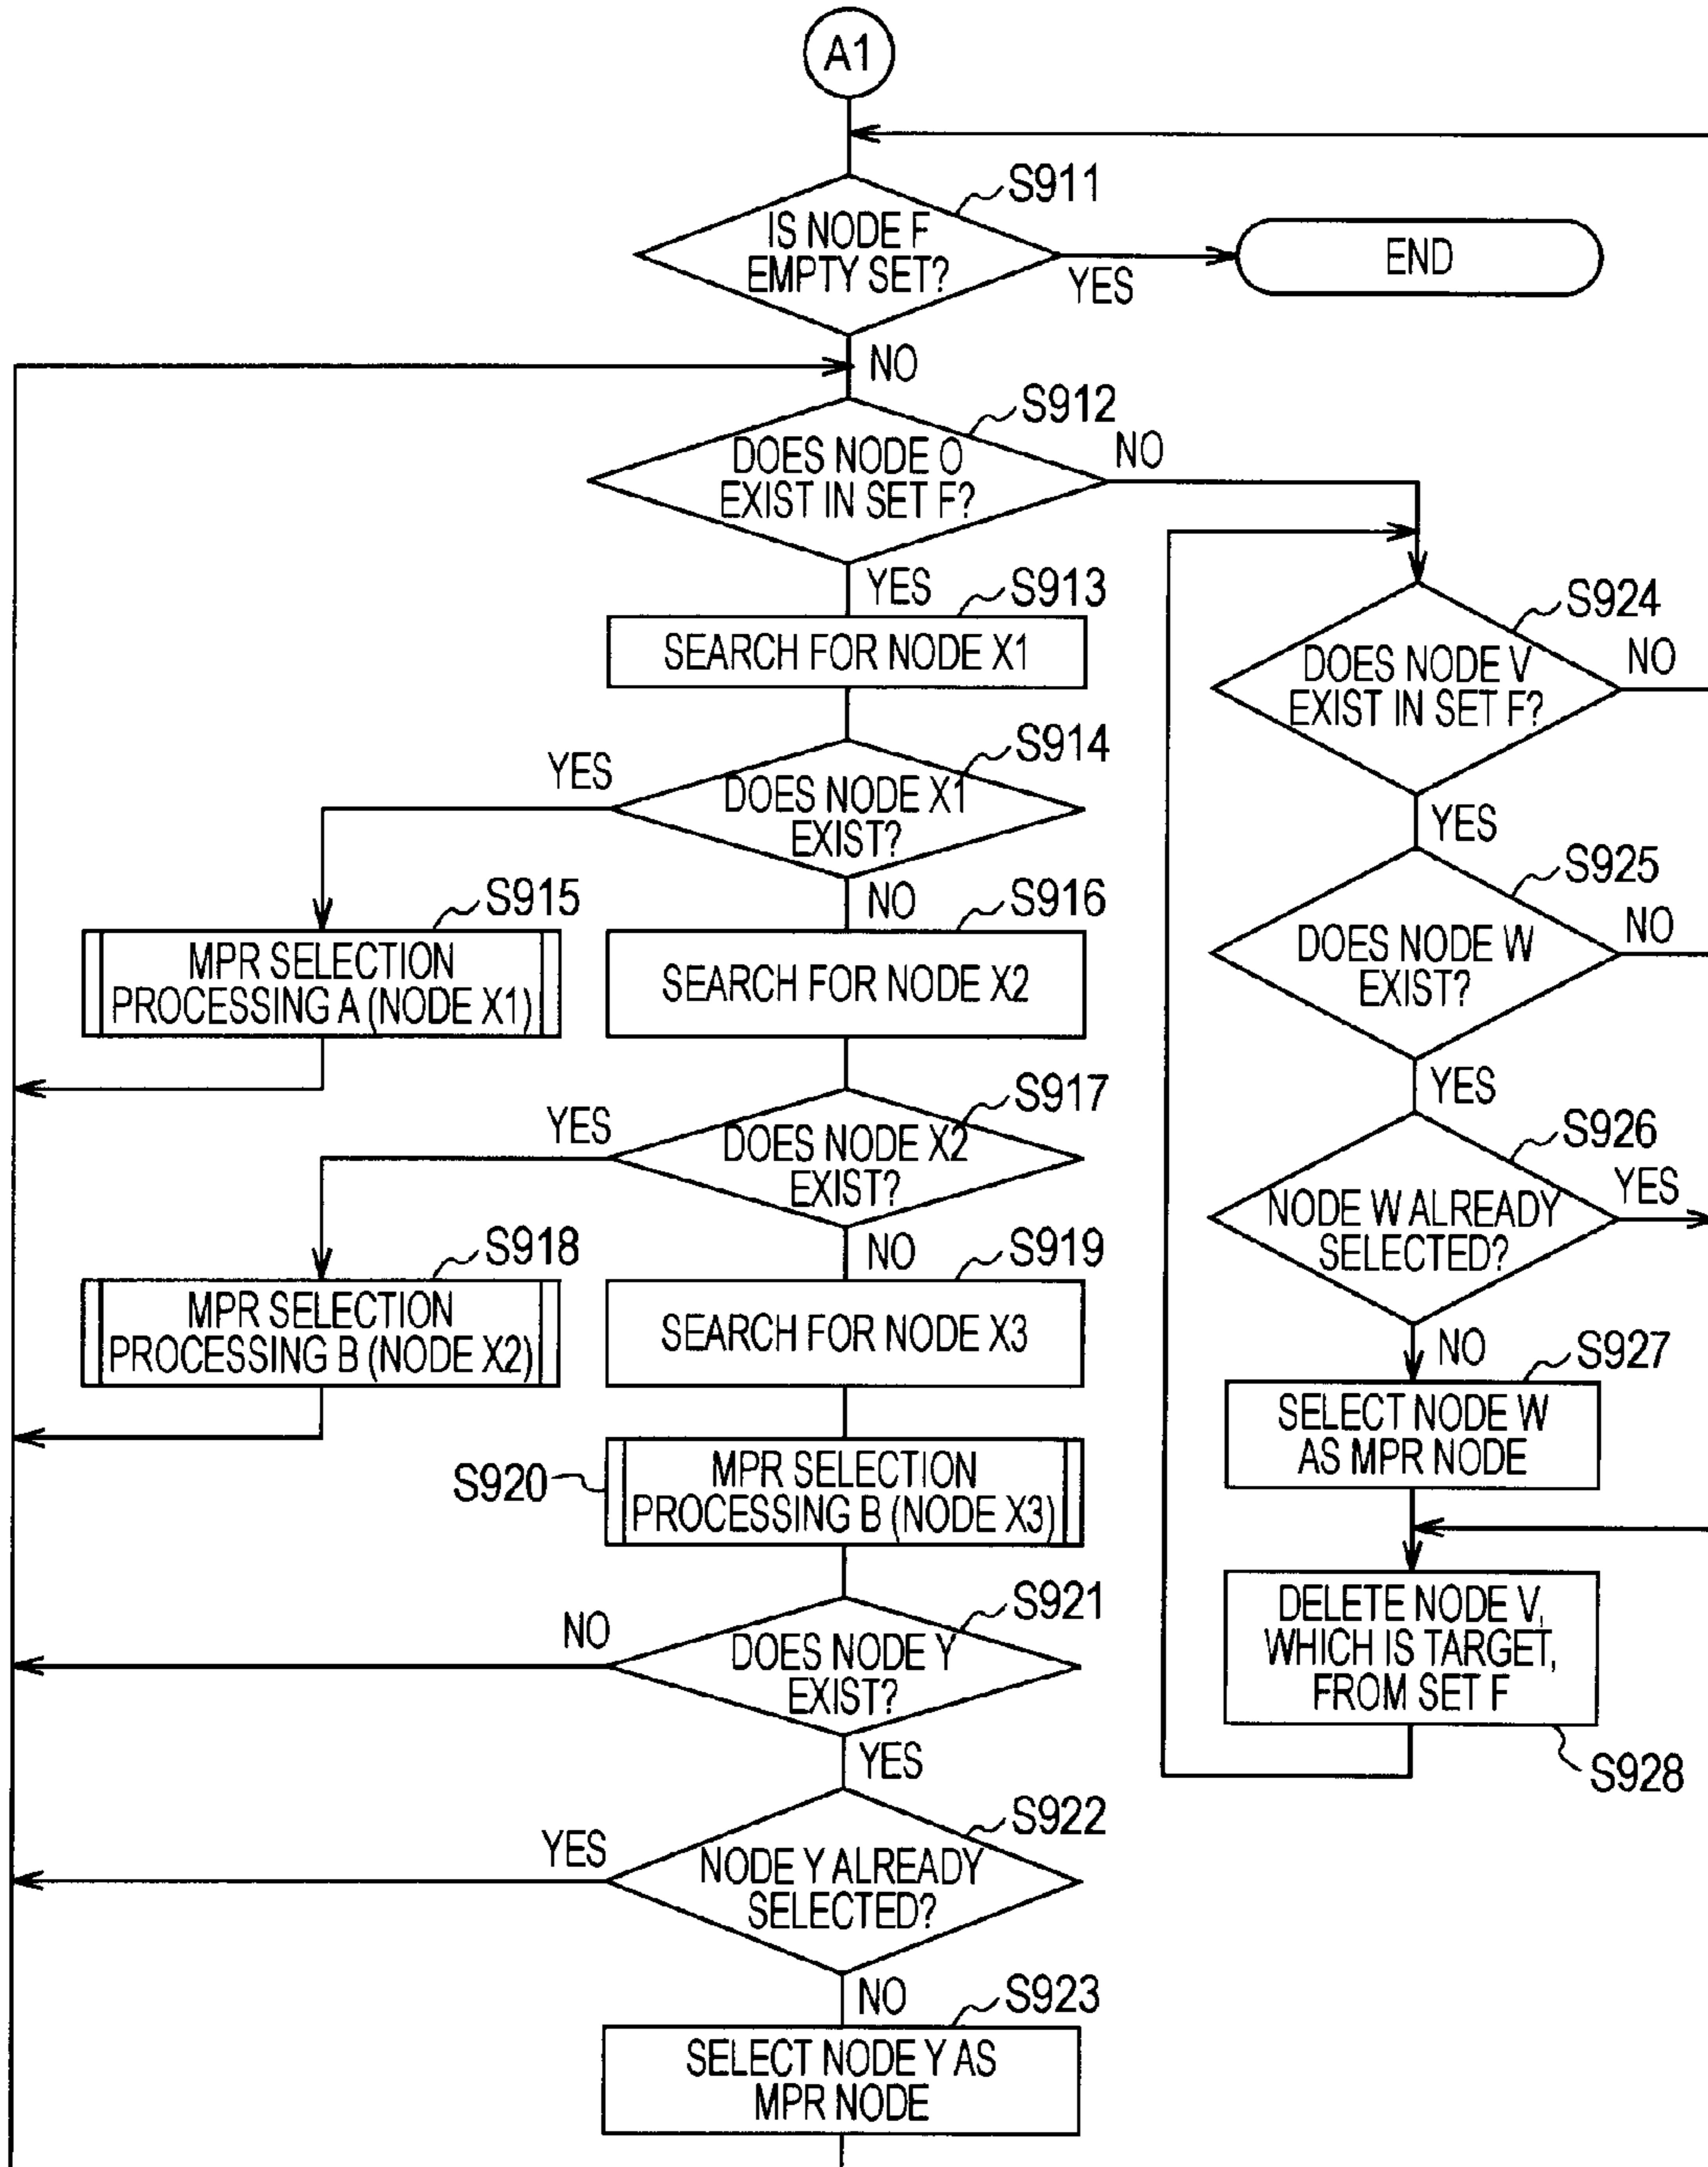 A1
S911
IS NODE F
EMPTY SET?
YES
END
NO
S912
DOES NODE O
EXIST IN SET F?
NO
YES
S913
SEARCH FOR NODE X1
S914
YES
DOES NODE X1
EXIST?
NO
S915
MPR SELECTION
PROCESSING A (NODE X1)
S916
SEARCH FOR NODE X2
S917
YES
DOES NODE X2
EXIST?
NO
S918
MPR SELECTION
PROCESSING B (NODE X2)
S919
SEARCH FOR NODE X3
S920
MPR SELECTION
PROCESSING B (NODE X3)
S921
NO
DOES NODE Y
EXIST?
YES
S922
YES
NODE Y ALREADY
SELECTED?
NO
S923
SELECT NODE Y AS
MPR NODE
S924
DOES NODE V
EXIST IN SET F?
NO
YES
S925
DOES NODE W
EXIST?
NO
YES
S926
NODE W ALREADY
SELECTED?
YES
NO
S927
SELECT NODE W
AS MPR NODE
DELETE NODE V,
WHICH IS TARGET,
FROM SET F
S928